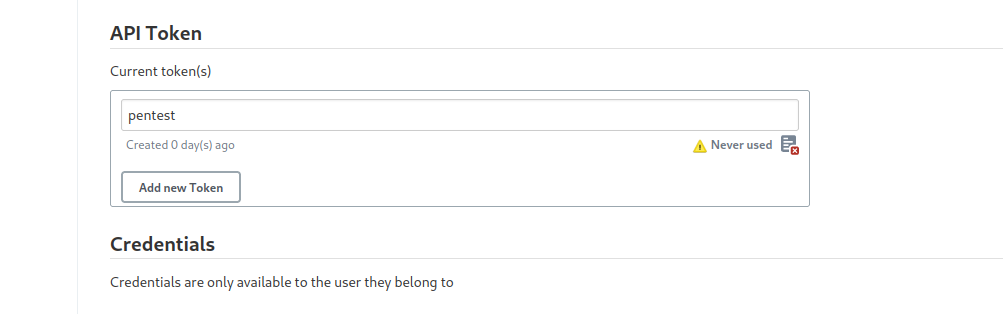 API Token
Current token(s)
pentest
Created 0 day(s) ago
Never used
Add new Token
Credentials
Credentials are only available to the user they belong to